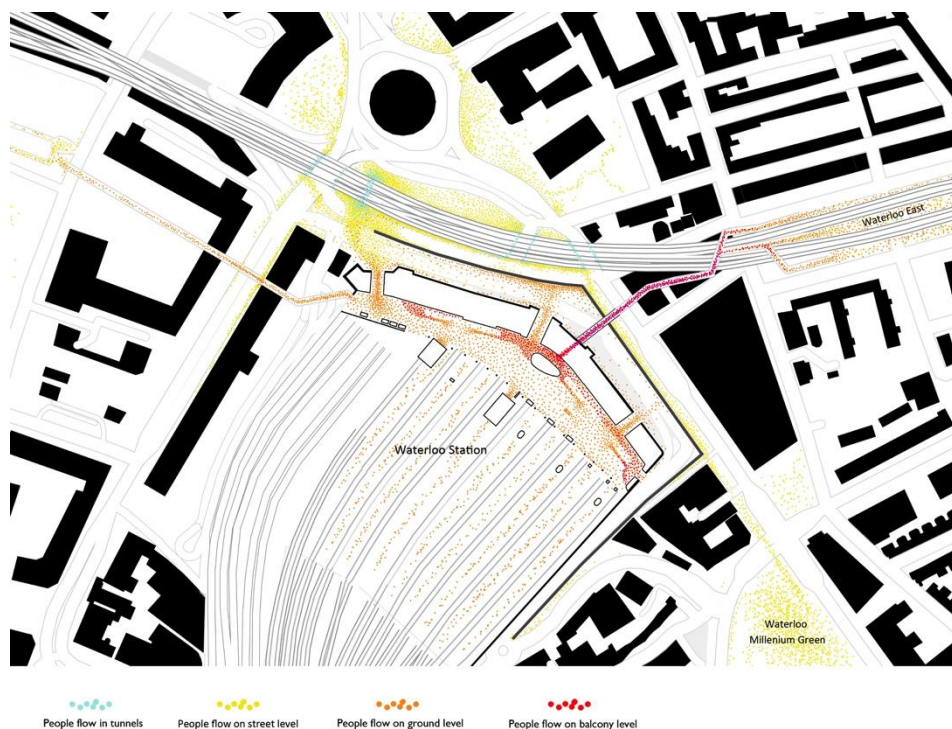 Waterloo East
Waterloo Station
Waterloo
Millenium Green
People flow in tunnels
People flow on street level
People flow on ground level
People flow on balcony level